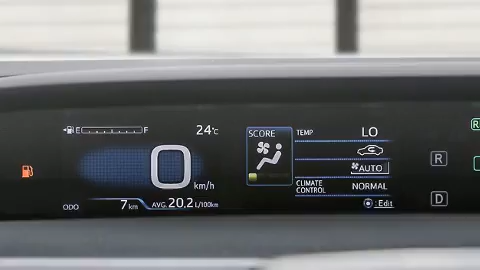 E F 24°C SCORE TEMP LO
R
0 km/h
AUTO
CLIMATE CONTROL NORMAL
D
ODO 7 km AVG. 20.2 L/100km
: Edit
R